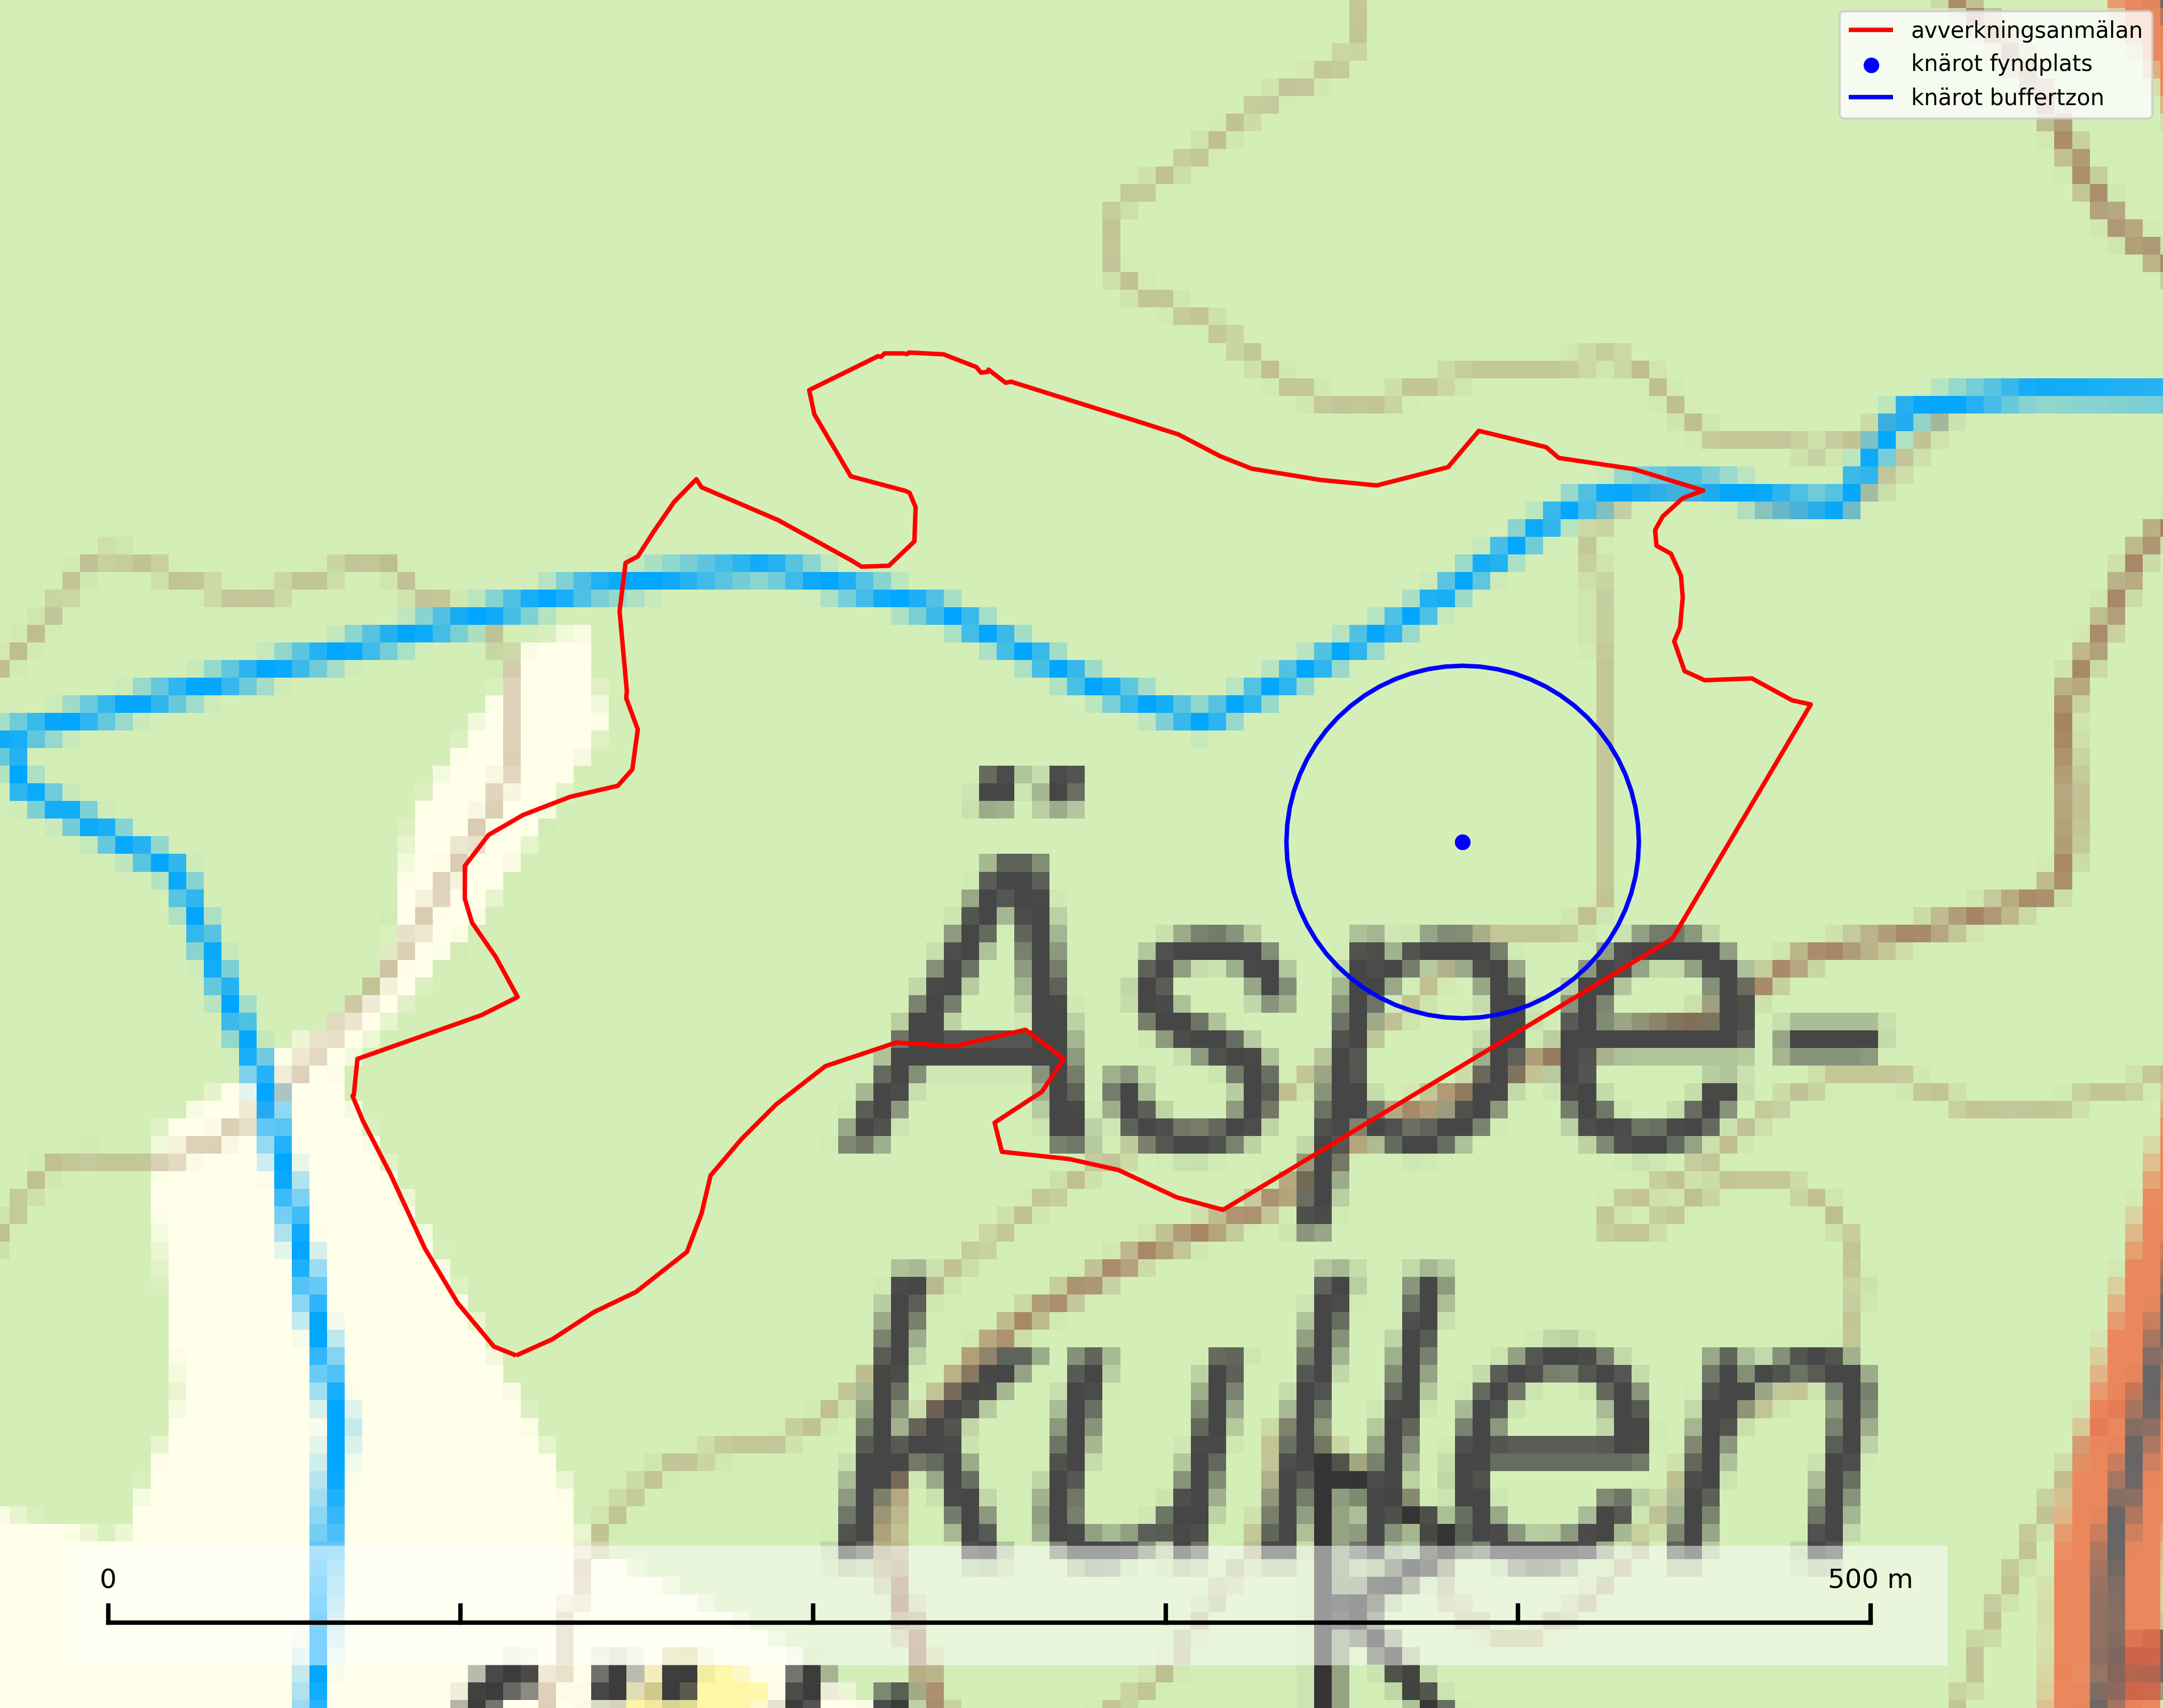 avverkningsanmälan
knärot fyndplats
knärot buffertzon
Äspe-
kullen
0
500 m